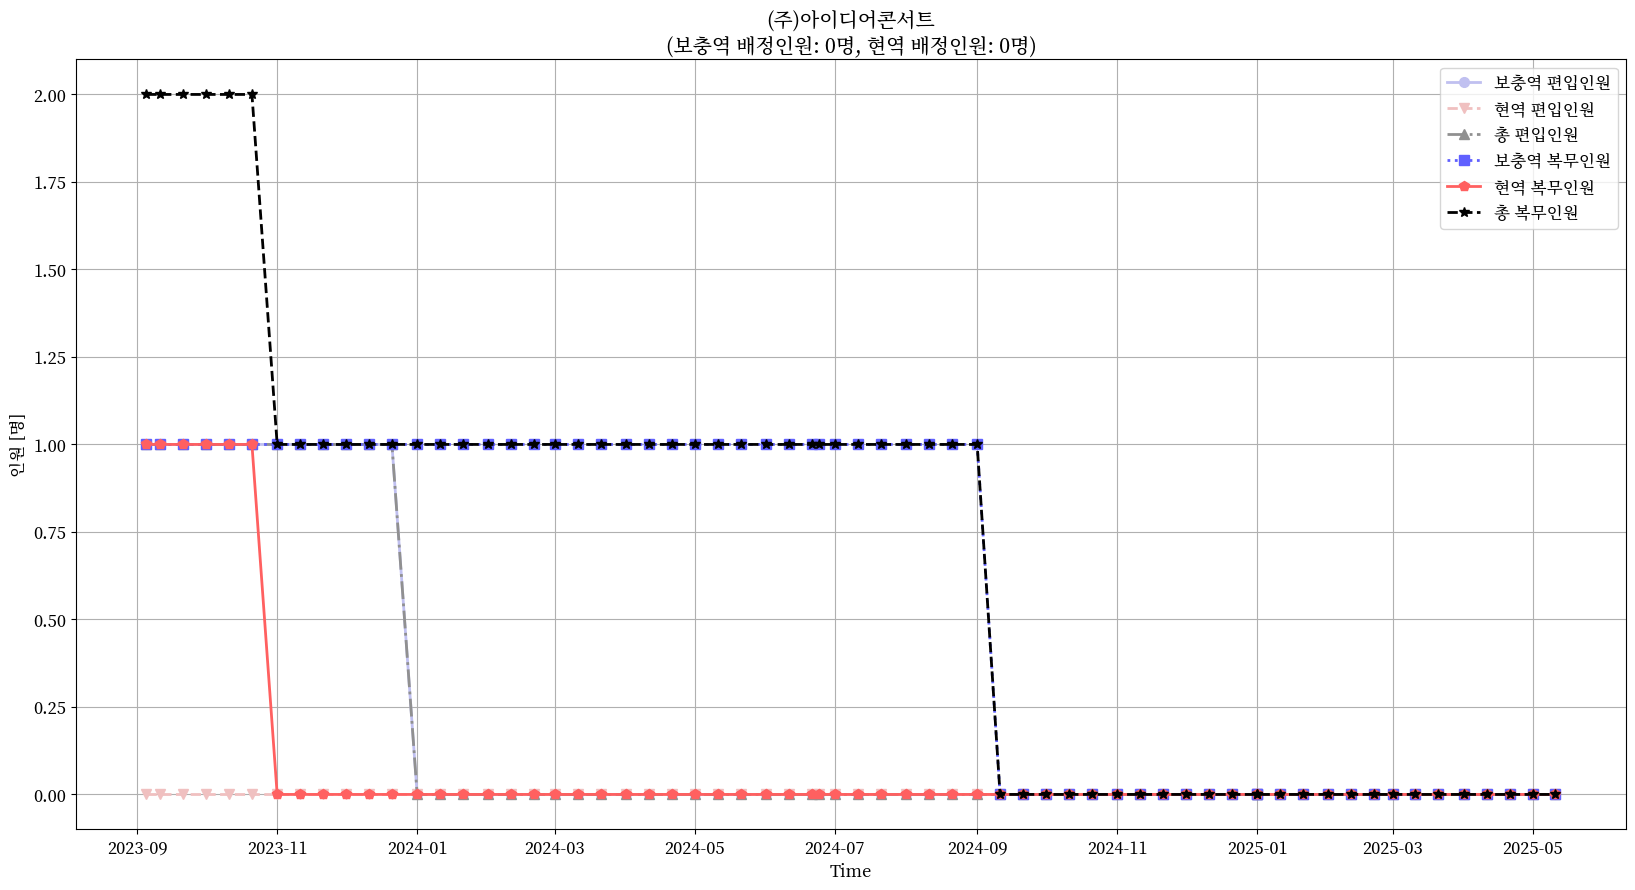 (주)아이디어콘서트
(보충역 배정인원: 0명, 현역 배정인원: 0명)
보충역 편입인원
현역 편입인원
총 편입인원
보충역 복무인원
현역 복무인원
총 복무인원
2.00
1.75
1.50
1.25
1.00
0.75
0.50
0.25
0.00
인원 [명]
2023-09 2023-11 2024-01 2024-03 2024-05 2024-07 2024-09 2024-11 2025-01 2025-03 2025-05
Time